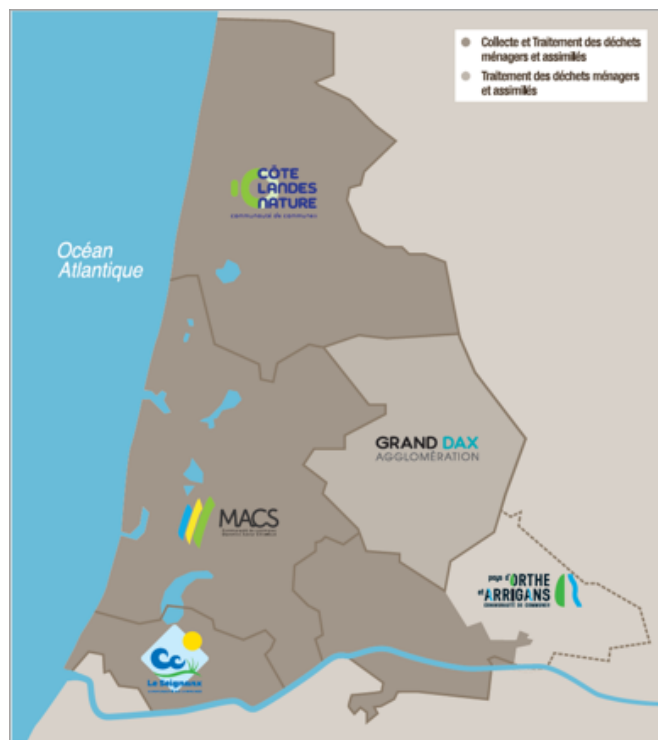 Collecte et Traitement des déchets
ménagers et assimilés
Traitement des déchets ménagers
et assimilés
CÔTE
LANDES
NATURE
communauté de communes
Océan
Atlantique
GRAND DAX
AGGLOMÉRATION
MACS
pays d'ORTHE
et ARRIGANS
COMMUNAUTÉ DE COMMUNES
Le Seignanx